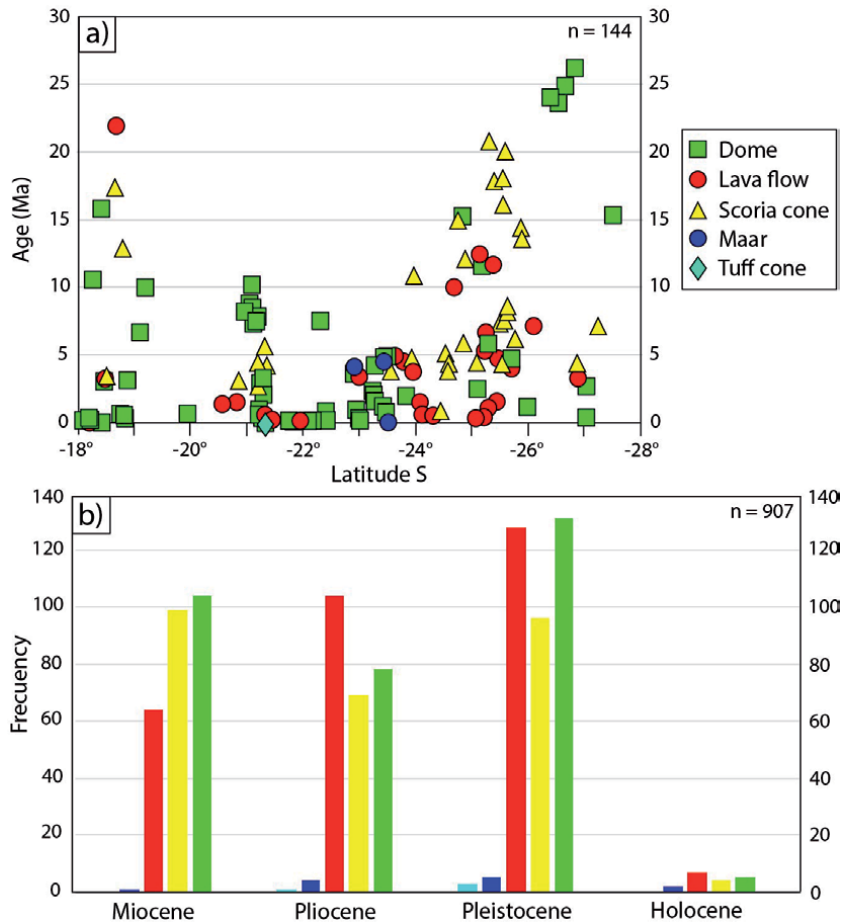 a)
n = 144
30 30
25 25
20 20
15 15
10 10
5 5
0 0
Age (Ma)
-18° -20° -22° -24° -26° -28°
Latitude S
Dome
Lava flow
Scoria cone
Maar
Tuff cone
b)
n = 907
140 140
120 120
100 100
80 80
60 60
40 40
20 20
0 0
Frecuency
Miocene Pliocene Pleistocene Holocene